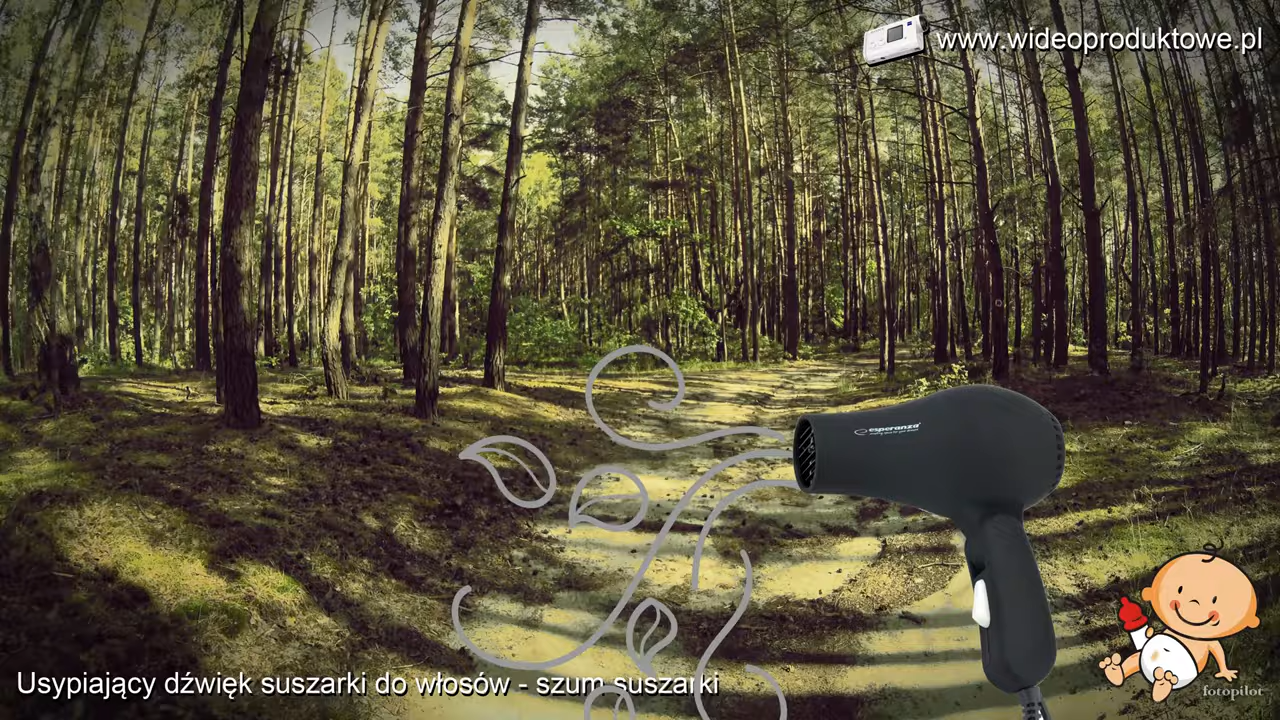 www.wideoproduktowe.pl
esperanza
Usypiający dźwięk suszarki do włosów - szum suszarki
fotopilot